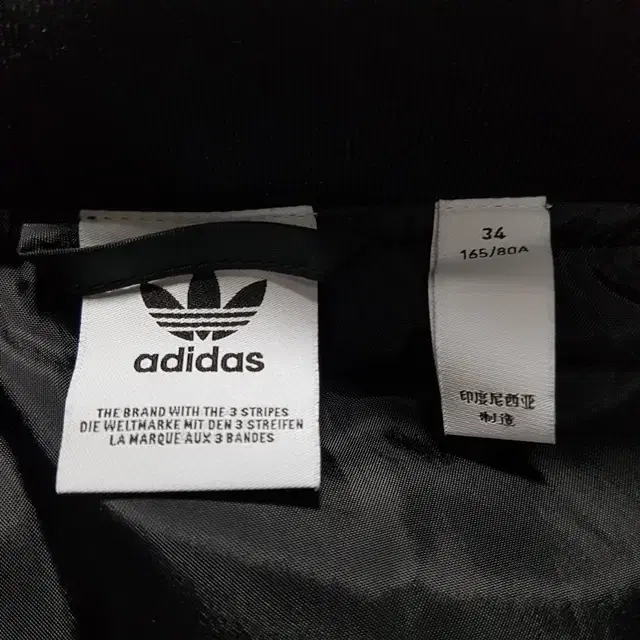 adidas
THE BRAND WITH THE 3 STRIPES
DIE WELTMARKE MIT DEN 3 STREIFEN
LA MARQUE AUX 3 BANDES
34
165/80A
印度尼西亚
制造